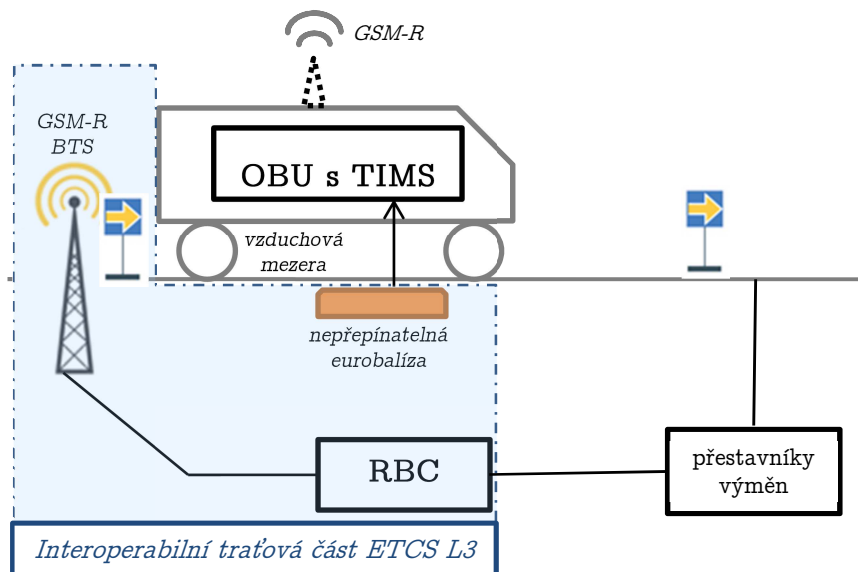 GSM-R
GSM-R
BTS
OBU s TIMS
vzduchová
mezera
nepřepínatelná
eurobalíza
RBC
přestavníky
výměn
Interoperabilní traťová část ETCS L3